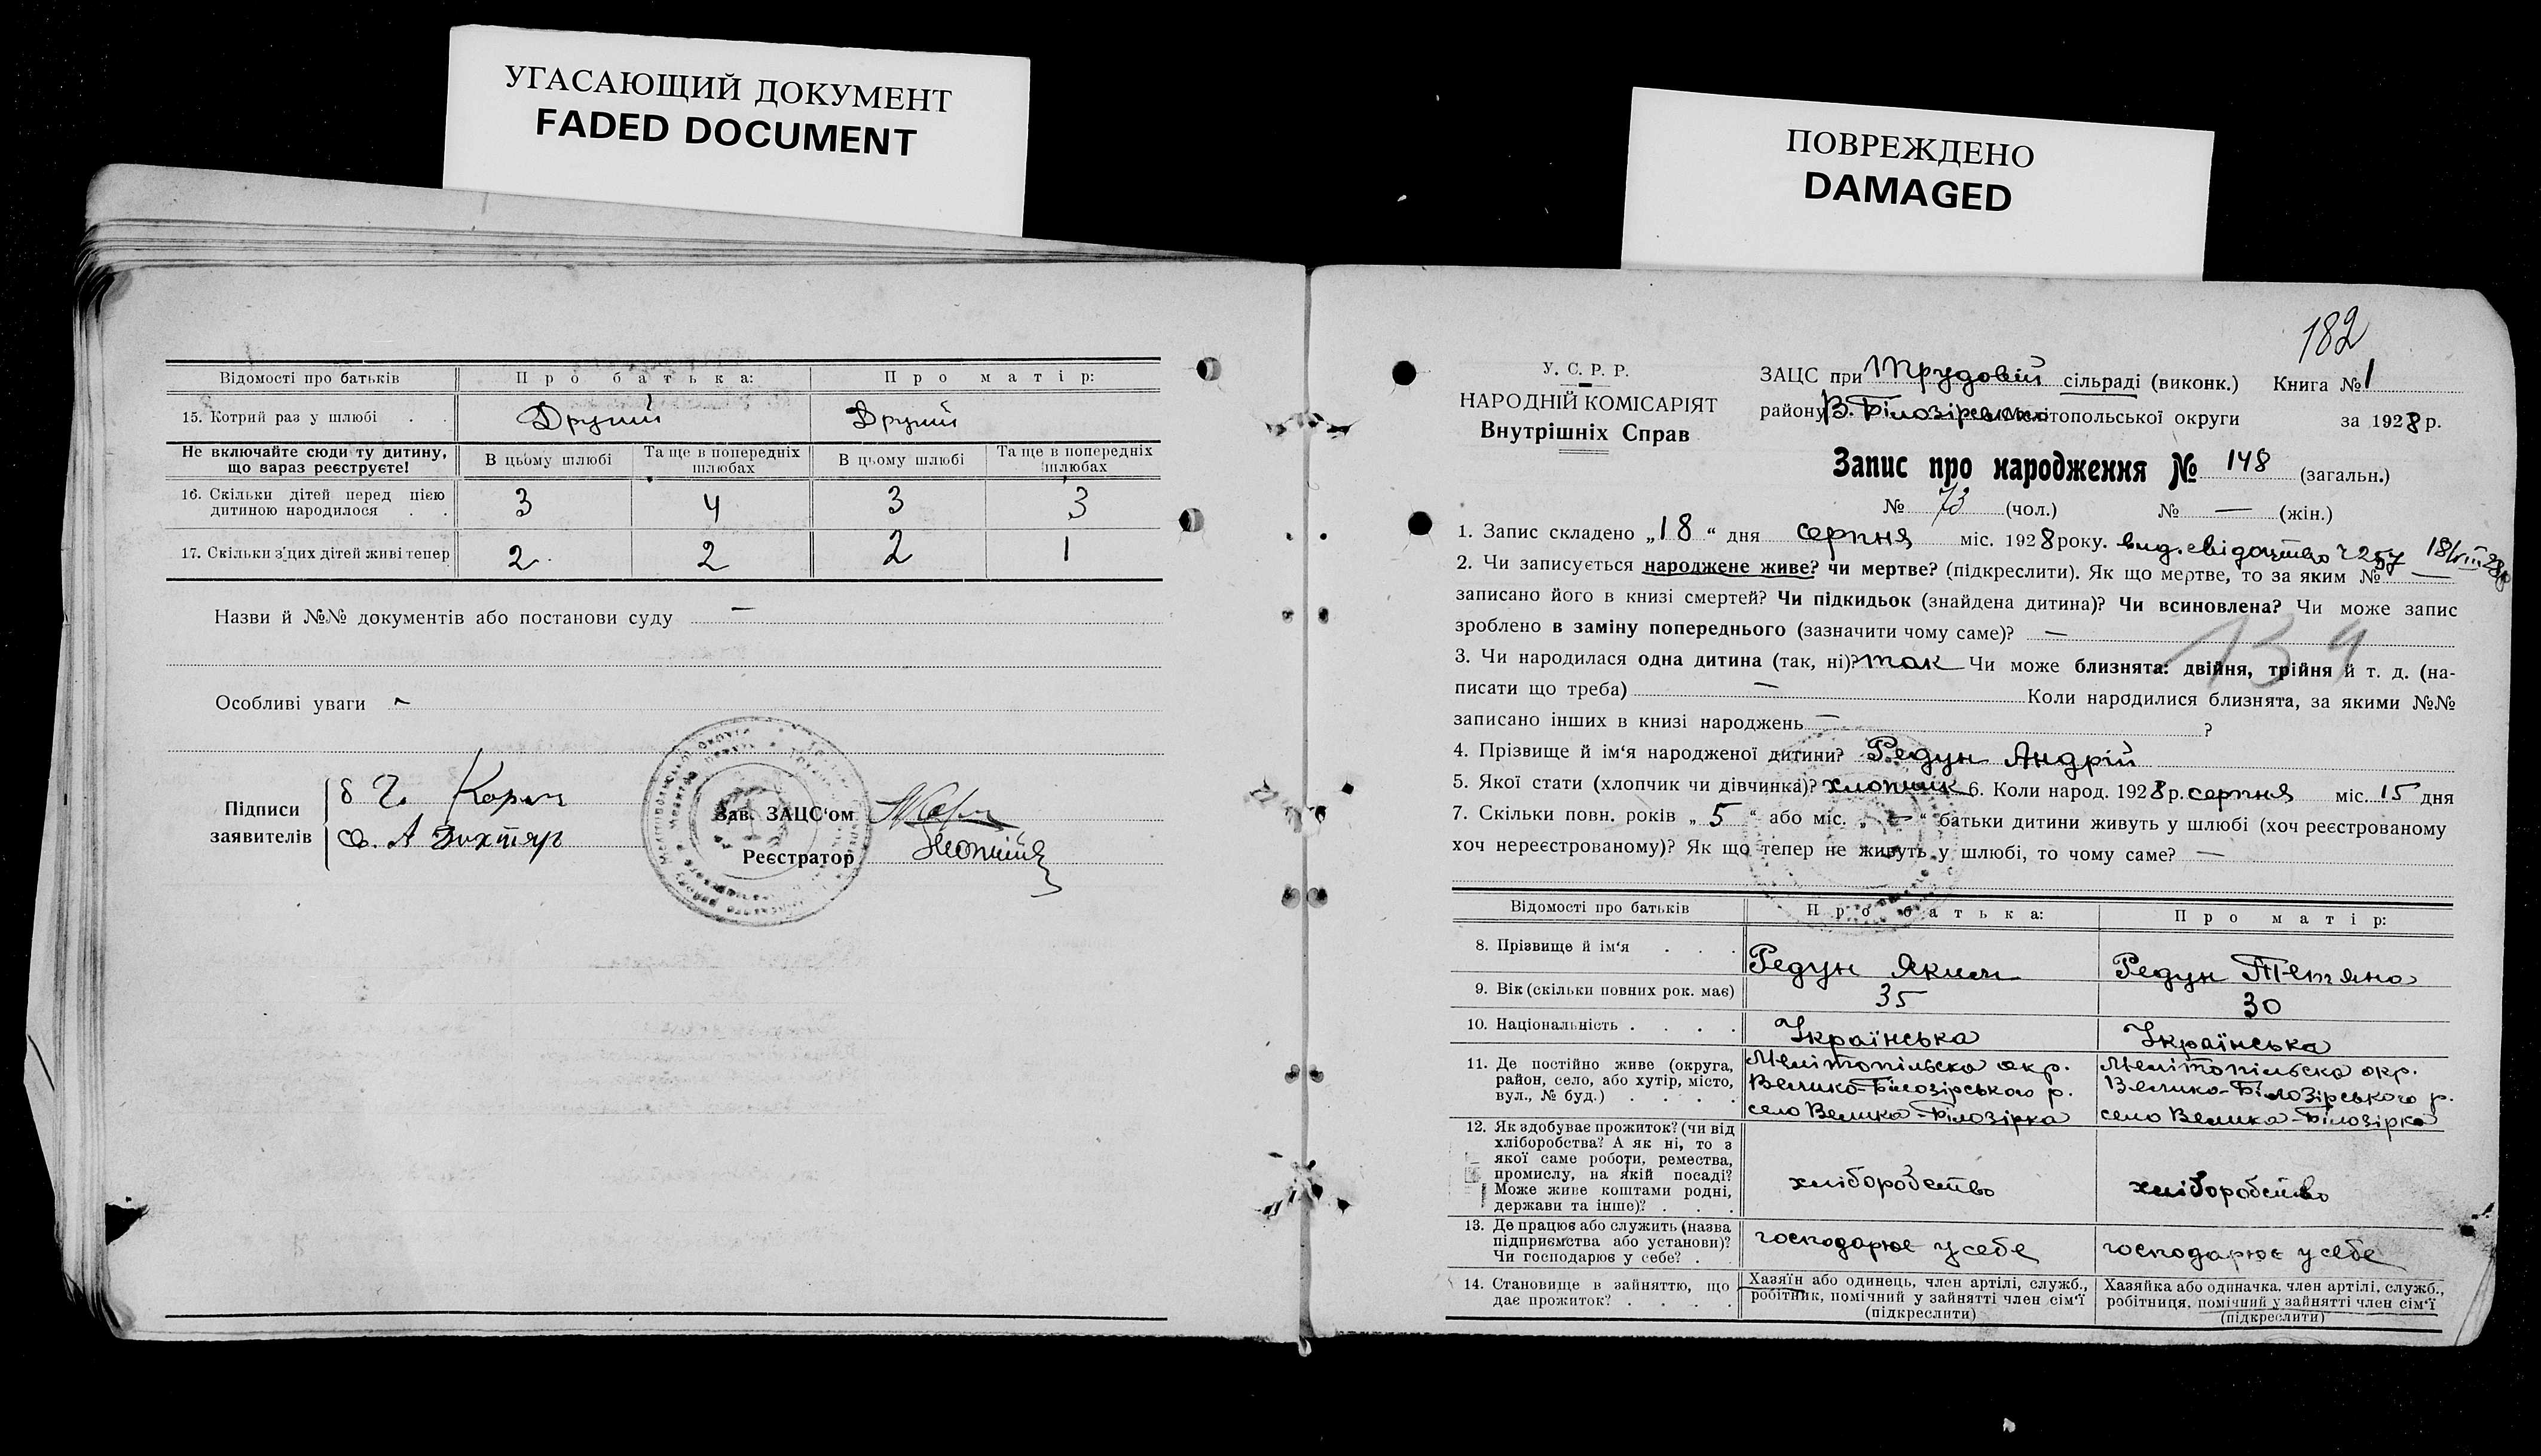 УГАСАЮЩИЙ ДОКУМЕНТ
FADED DOCUMENT
ПОВРЕЖДЕНО
DAMAGED
Відомості про батьків Про батька: Про матір:
15. Котрий раз у шлюбі . . Другий Другий
Не включайте сюди ту дитину, що вараз реєструєте! В цьому шлюбі Та ще в попередніх шлюбах В цьому шлюбі Та ще в попередніх шлюбах
16. Скільки дітей перед цією дитиною народилося . . 3 4 3 3
17. Скільки з цих дітей живі тепер 2 2 2 1
Назви й №№ документів або постанови суду —
Особливі уваги
Підписи заявителів
Зав. ЗАЦС'ом
Реєстратор
182
У. С. Р. Р.
НАРОДНІЙ КОМІСАРІЯТ
Внутрішніх Справ
ЗАЦС при Трудовій сільраді (виконк.) Книга № 1
району В. Білозірського Мелітопольської округи за 1928 р.
Запис про народження № 148 (загальн.)
№ 73 (чол.) № — (жін.)
1. Запис складено „18“ дня серпня міс. 1928 року. вид. свідоцтво 257 18/VIII 28
2. Чи записується народжене живе? чи мертве? (підкреслити). Як що мертве, то за яким № —
записано його в книзі смертей? Чи підкидьок (знайдена дитина)? Чи всиновлена? Чи може запис
зроблено в заміну попереднього (зазначити чому саме)? —
3. Чи народилася одна дитина (так, ні)? так Чи може близнята: двійня, трійня й т. д. (на-
писати що треба) — Коли народилися близнята, за якими №№
записано інших в книзі народжень — ?
4. Прізвище й ім'я народженої дитини? Редун Андрій
5. Якої стати (хлопчик чи дівчинка)? хлопчик 6. Коли народ. 1928 р. серпня міс. 15 дня
7. Скільки повн. років „5“ або міс. „—“ батьки дитини живуть у шлюбі (хоч реєстрованому
хоч нереєстрованому)? Як що тепер не живуть у шлюбі, то чому саме? —
Відомості про батьків Про батька: Про матір:
8. Прізвище й ім'я . . . Редун Яким Редун Тетяна
9. Вік (скільки повних рок. має) 35 30
10. Національність . . . . Українська Українська
11. Де постійно живе (округа, Мелітопільска окр. Мелітопільска окр.
район, село, або хутір, місто, Велико-Білозірського р. Велико-Білозірського р.
вул., № буд.) . . . . село Велика-Білозірка село Велика-Білозірка
12. Як здобуває прожиток? (чи від
хліборобства? А як ні, то з
якої саме роботи, ремества,
промислу, на якій посаді? хліборобство хліборобство
Може живе коштами родні,
держави та інше)? . . .
13. Де працює або служить (назва
підприємства або установи)? господарює у себе господарює у себе
Чи господарює у себе? . .
14. Становище в зайняттю, що Хазяїн або одинець, член артілі, служб., Хазяйка або одиначка, член артілі, служб.,
дає прожиток? . . . . робітник, помічний у зайнятті член сім'ї робітниця, помічний у зайнятті член сім'ї
(підкреслити) (підкреслити)